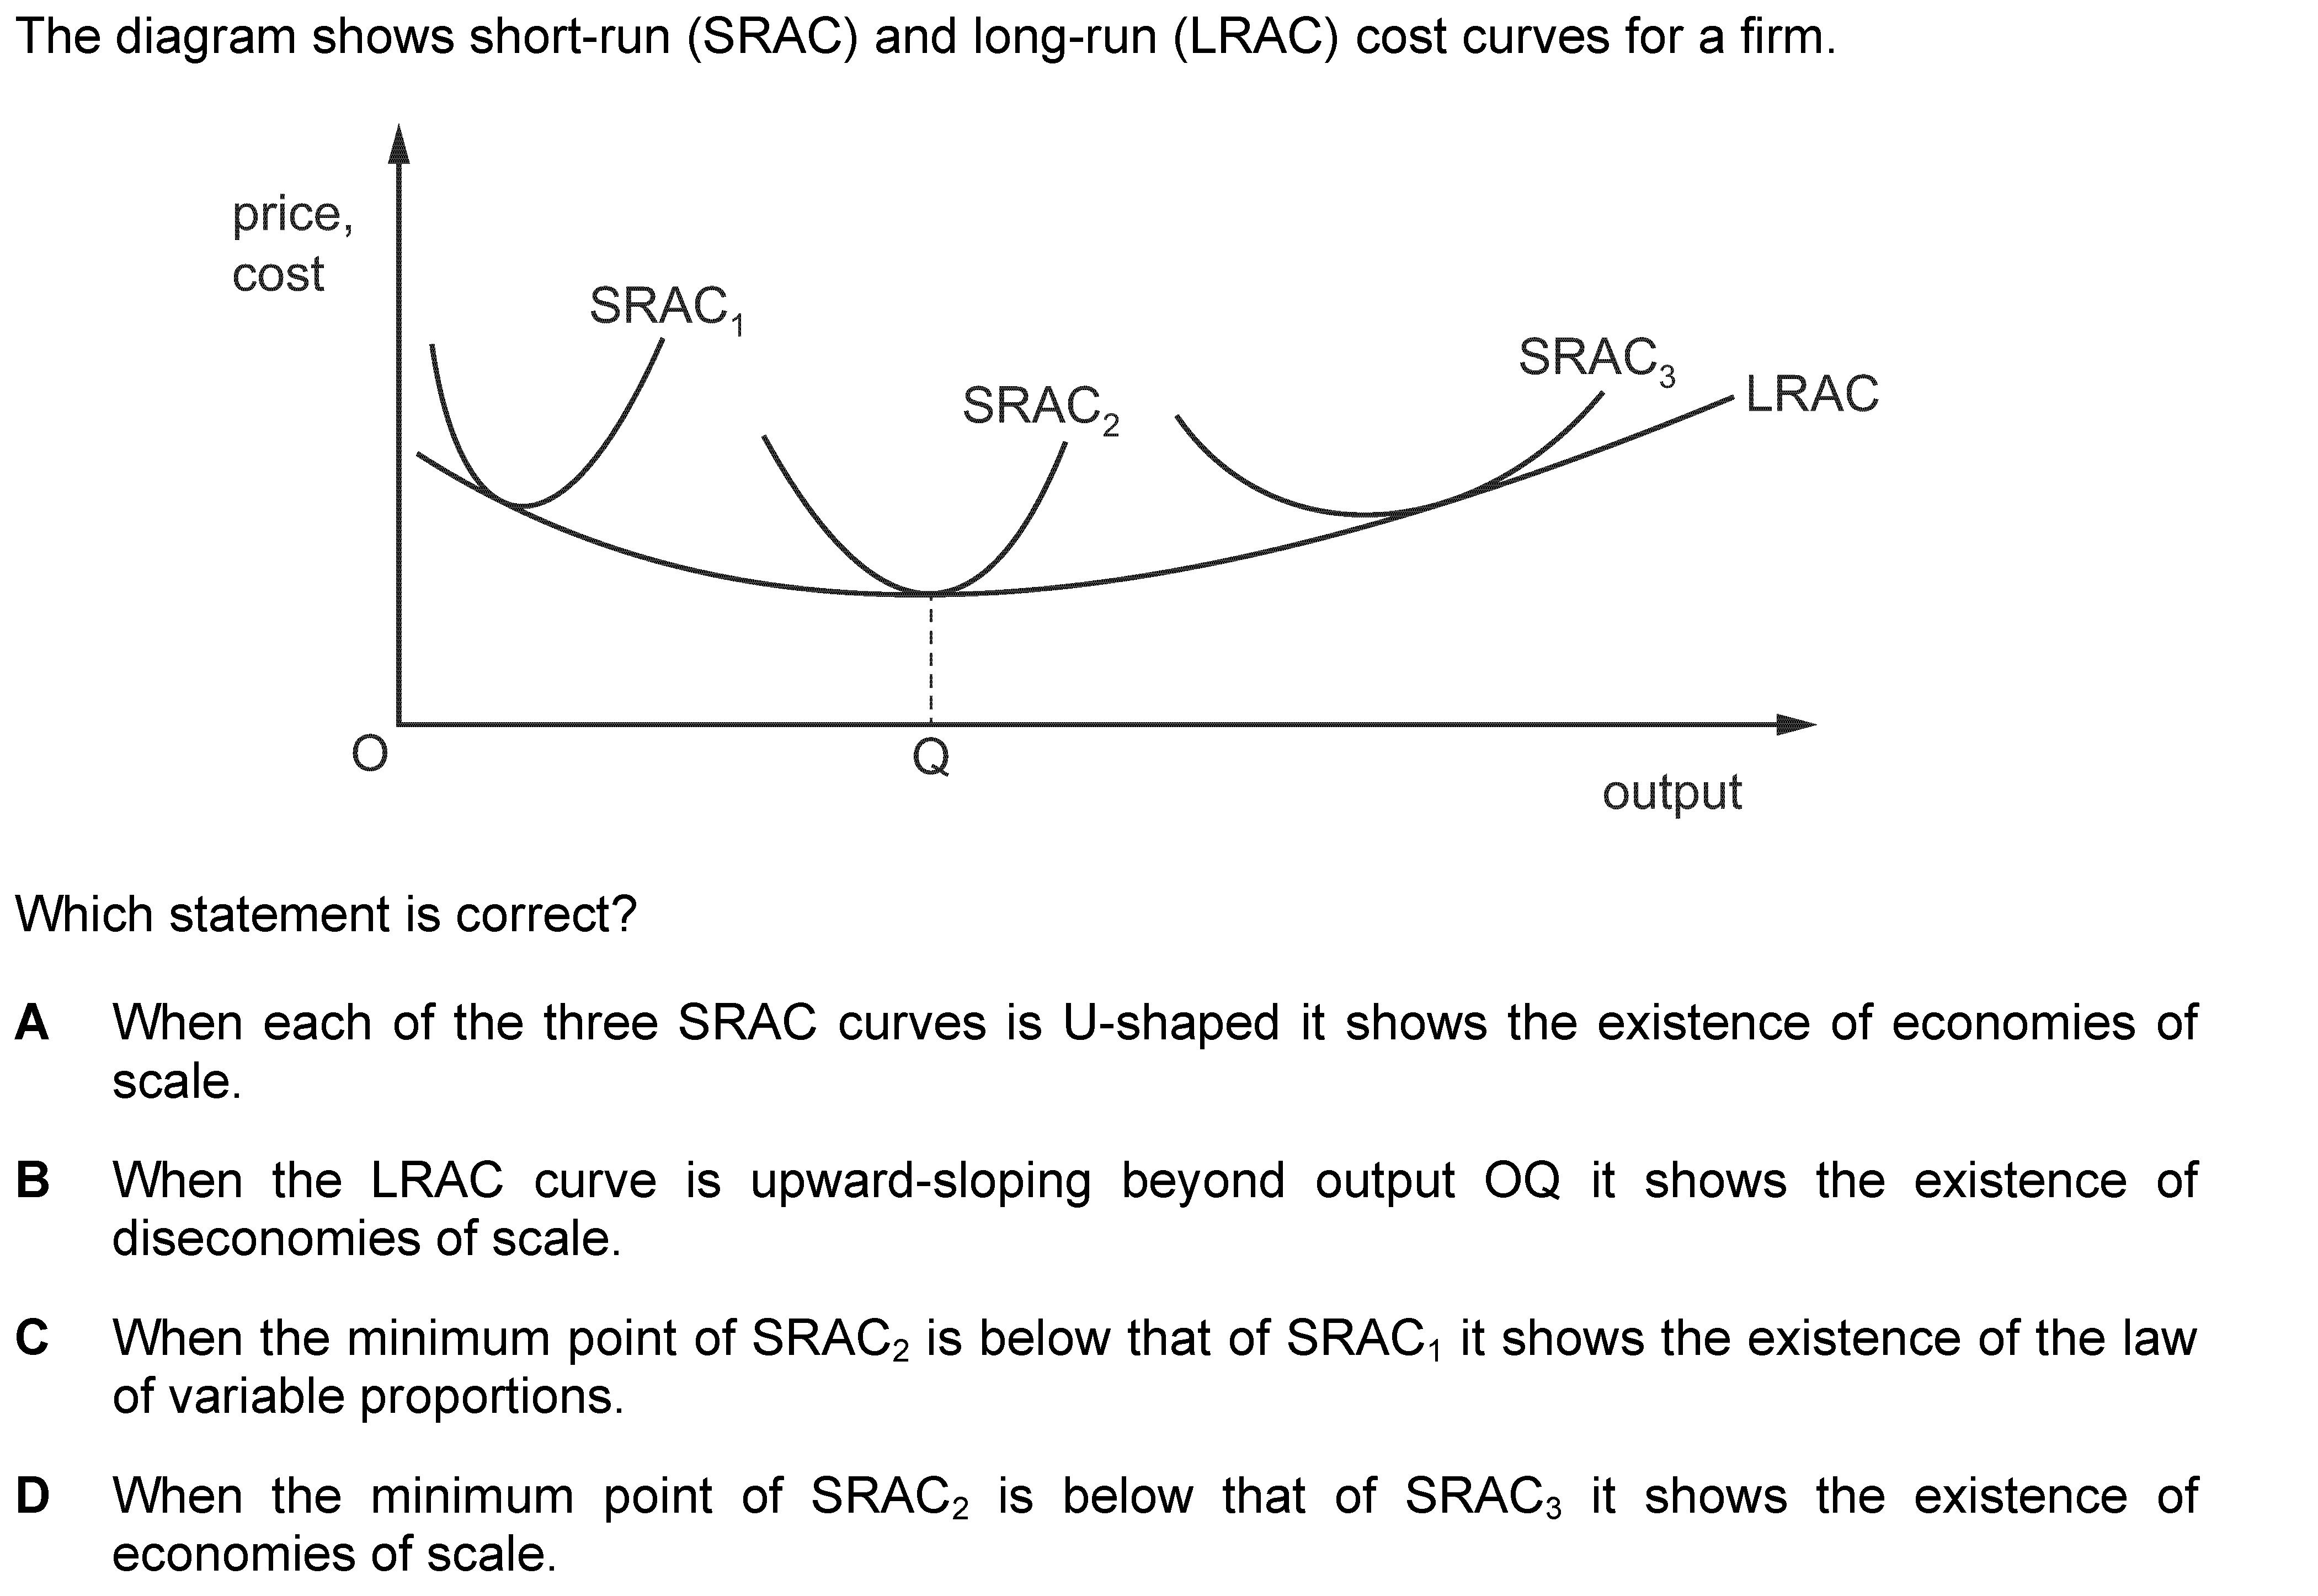 The diagram shows short-run (SRAC) and long-run (LRAC) cost curves for a firm.
price,
cost
SRAC₁
SRAC₂
SRAC₃
LRAC
O
Q
output
Which statement is correct?
A When each of the three SRAC curves is U-shaped it shows the existence of economies of
scale.
B When the LRAC curve is upward-sloping beyond output OQ it shows the existence of
diseconomies of scale.
C When the minimum point of SRAC₂ is below that of SRAC₁ it shows the existence of the law
of variable proportions.
D When the minimum point of SRAC₂ is below that of SRAC₃ it shows the existence of
economies of scale.